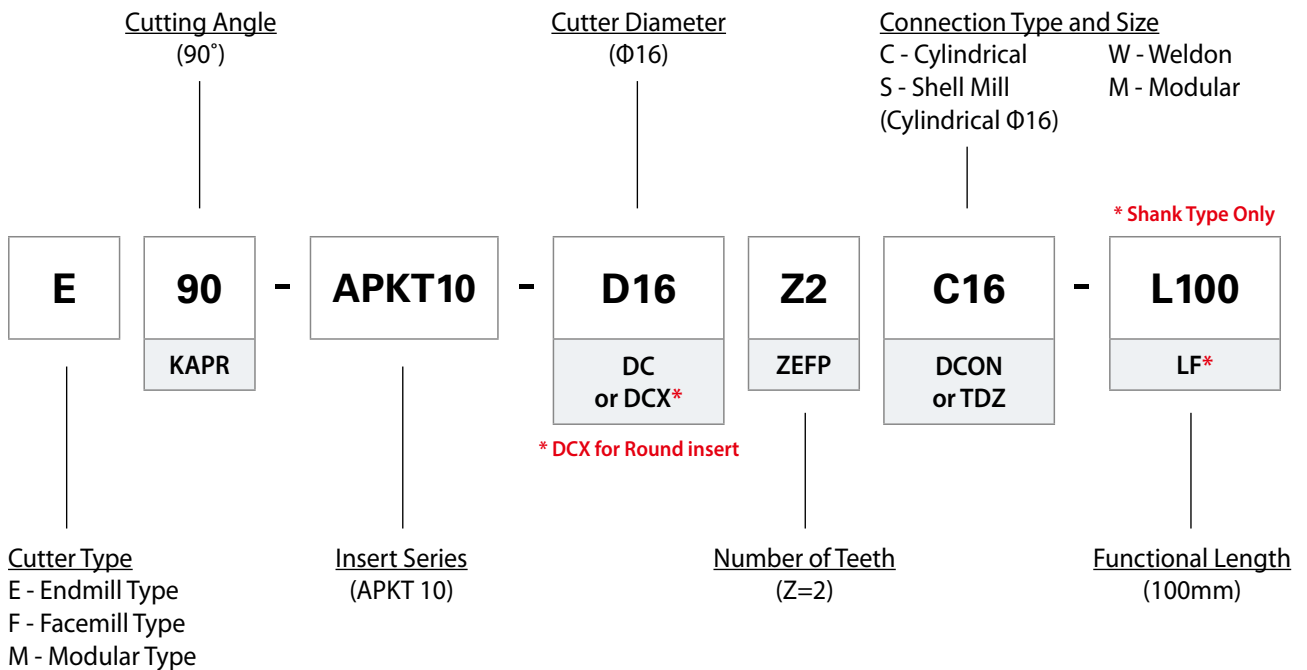 Cutting Angle
(90˚)
Cutter Diameter
(Φ16)
Connection Type and Size
C - Cylindrical W - Weldon
S - Shell Mill M - Modular
(Cylindrical Φ16)
* Shank Type Only
E 90 - APKT10 - D16 Z2 C16 - L100
KAPR
DC
or DCX*
ZEFP
DCON
or TDZ
LF*
* DCX for Round insert
Cutter Type
E - Endmill Type
F - Facemill Type
M - Modular Type
Insert Series
(APKT 10)
Number of Teeth
(Z=2)
Functional Length
(100mm)